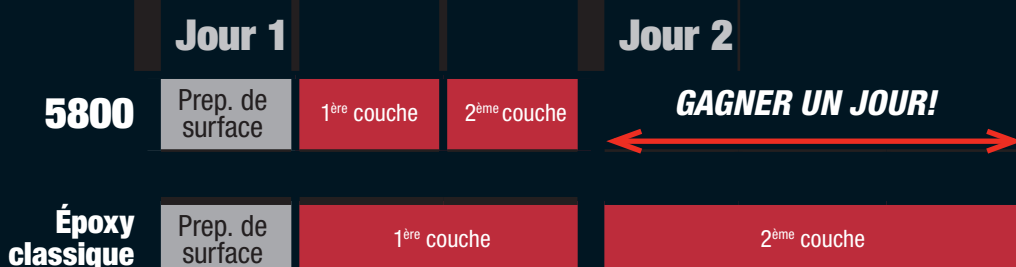 Jour 1 Jour 2
5800 Prep. de surface 1ère couche 2ème couche GAGNER UN JOUR!
Époxy classique Prep. de surface 1ère couche 2ème couche